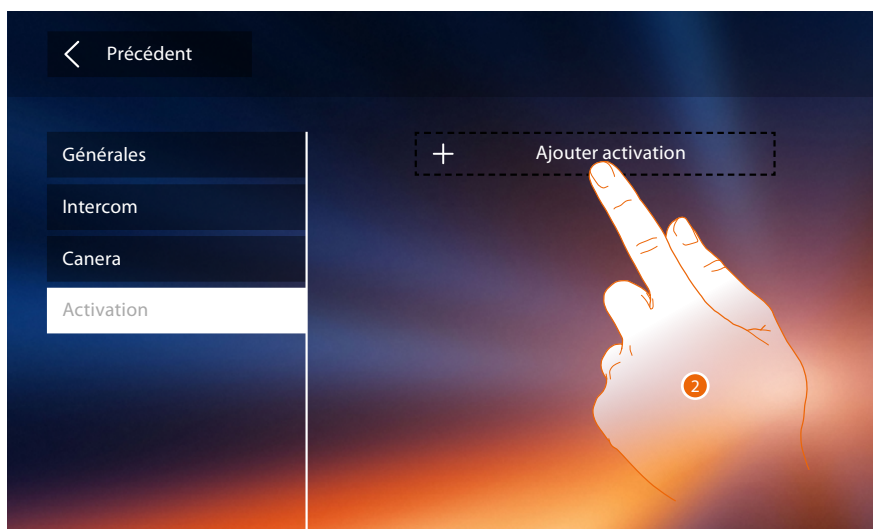 Précédent
Générales
Ajouter activation
Intercom
Canera
Activation
2